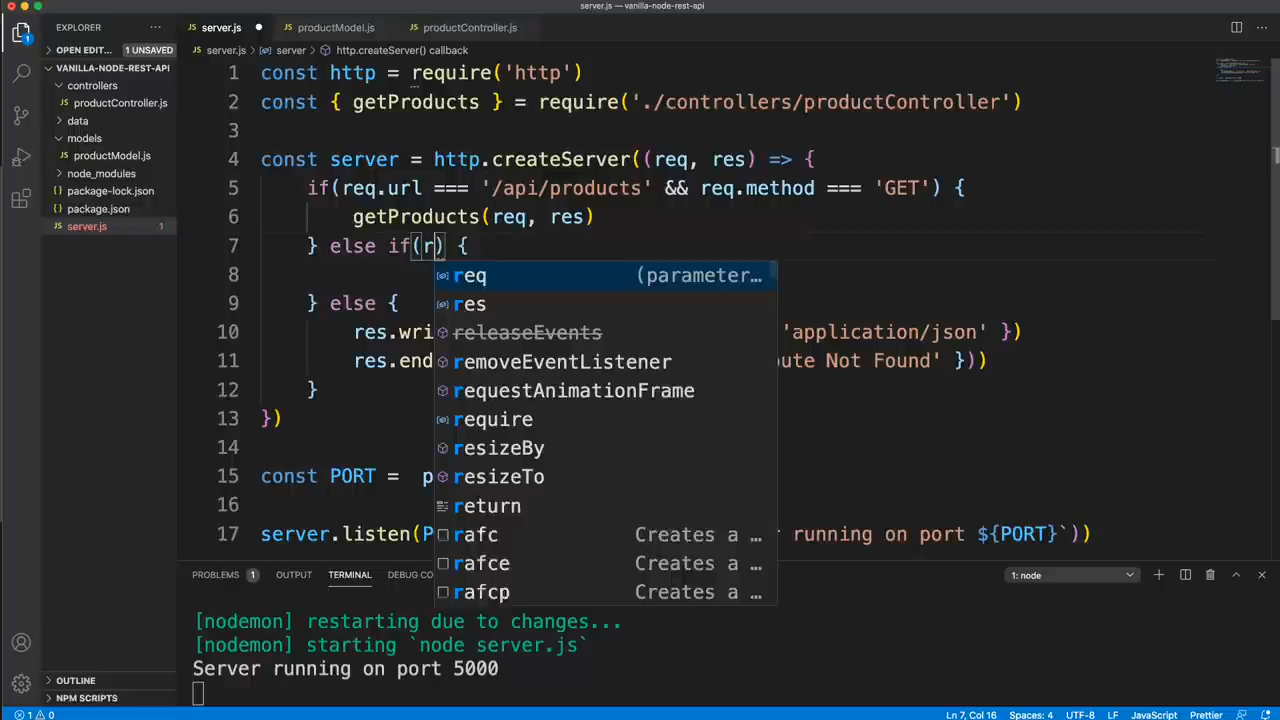 server.js — vanilla-node-rest-api
EXPLORER
server.js
productModel.js
productController.js
OPEN EDIT...
1 UNSAVED
server.js > server > http.createServer() callback
VANILLA-NODE-REST-API
controllers
productController.js
data
models
productModel.js
node_modules
package-lock.json
package.json
server.js 1
1 const http = require('http')
2 const { getProducts } = require('./controllers/productController')
3
4 const server = http.createServer((req, res) => {
5 if(req.url === '/api/products' && req.method === 'GET') {
6 getProducts(req, res)
7 } else if(r) {
8
9 } else {
10 res.wri 'application/json' })
11 res.end ute Not Found' }))
12 }
13 })
14
15 const PORT = p
16
17 server.listen(P r running on port ${PORT}`))
req (parameter…
res
releaseEvents
removeEventListener
requestAnimationFrame
require
resizeBy
resizeTo
return
rafc Creates a …
rafce Creates a …
rafcp Creates a …
PROBLEMS 1 OUTPUT TERMINAL DEBUG CO
1: node
[nodemon] restarting due to changes...
[nodemon] starting `node server.js`
Server running on port 5000
OUTLINE
NPM SCRIPTS
1 0
Ln 7, Col 16 Spaces: 4 UTF-8 LF JavaScript Prettier